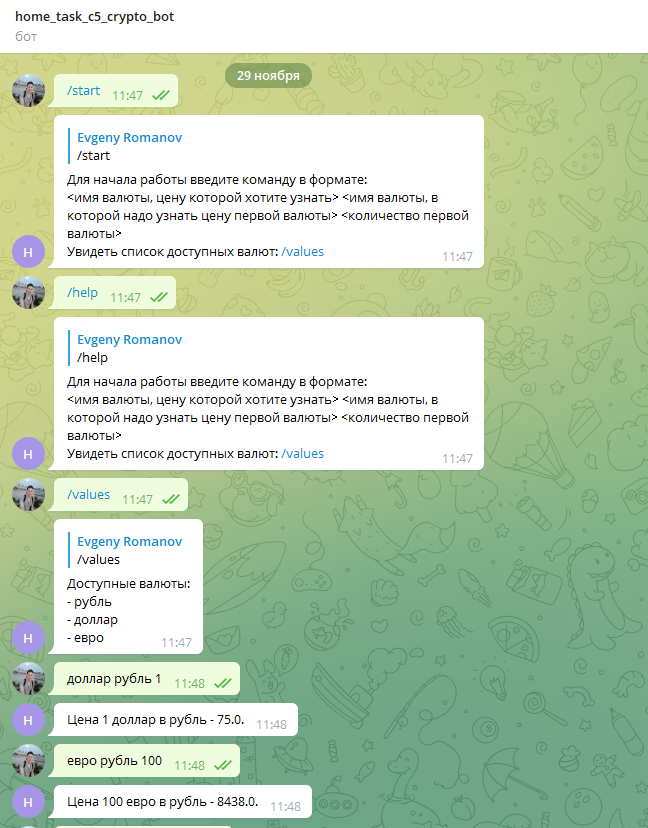 home_task_c5_crypto_bot
бот
29 ноября
/start 11:47
Evgeny Romanov
/start
Для начала работы введите команду в формате:
<имя валюты, цену которой хотите узнать> <имя валюты, в
которой надо узнать цену первой валюты> <количество первой
валюты>
Увидеть список доступных валют: /values
Н
11:47
/help 11:47
Evgeny Romanov
/help
Для начала работы введите команду в формате:
<имя валюты, цену которой хотите узнать> <имя валюты, в
которой надо узнать цену первой валюты> <количество первой
валюты>
Увидеть список доступных валют: /values
Н
11:47
/values 11:47
Evgeny Romanov
/values
Доступные валюты:
- рубль
- доллар
- евро
Н
11:47
доллар рубль 1 11:48
Н
Цена 1 доллар в рубль - 75.0. 11:48
евро рубль 100 11:48
Н
Цена 100 евро в рубль - 8438.0. 11:48